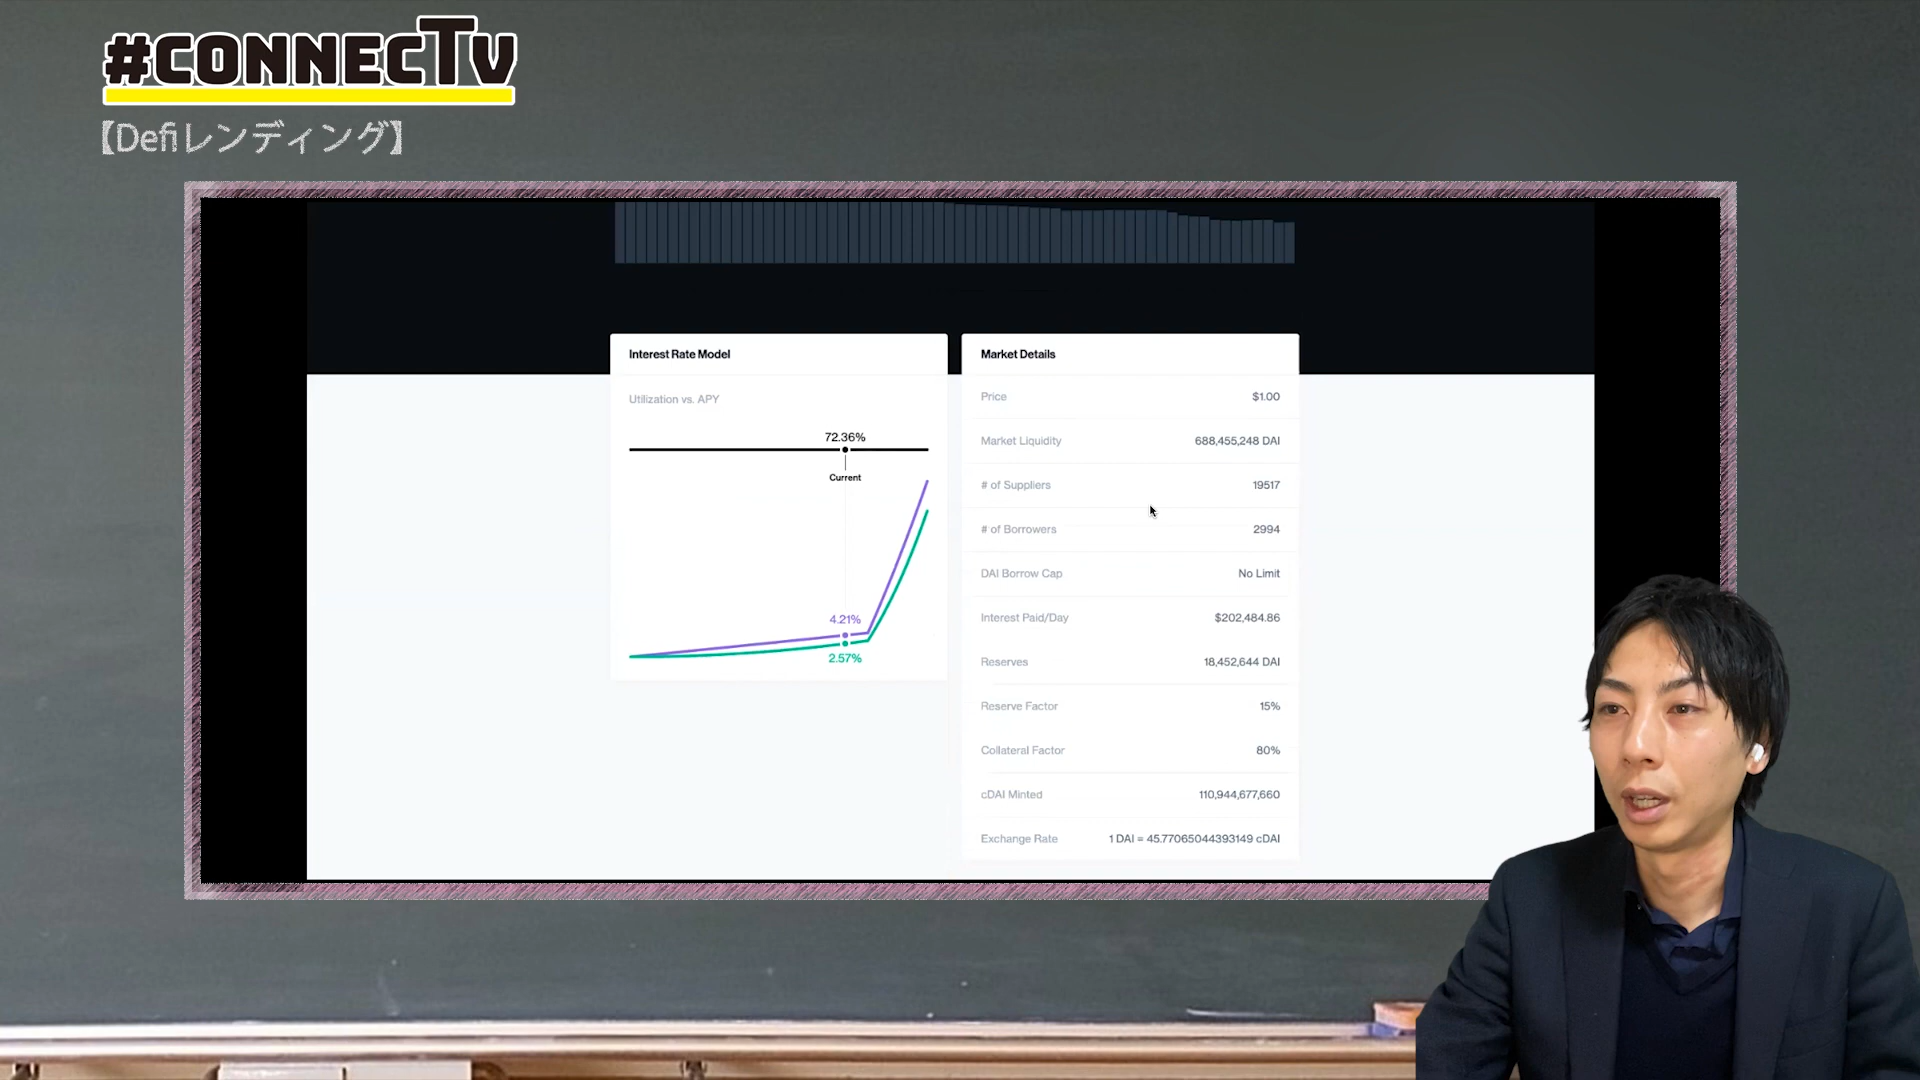 #CONNECTV
【Defiレンディング】
Interest Rate Model
Utilization vs. APY
72.36%
Current
4.21%
2.57%
Market Details
Price $1.00
Market Liquidity 688,455,248 DAI
# of Suppliers 19517
# of Borrowers 2994
DAI Borrow Cap No Limit
Interest Paid/Day $202,484.86
Reserves 18,452,644 DAI
Reserve Factor 15%
Collateral Factor 80%
cDAI Minted 110,944,677,660
Exchange Rate 1 DAI = 45.77065044393149 cDAI